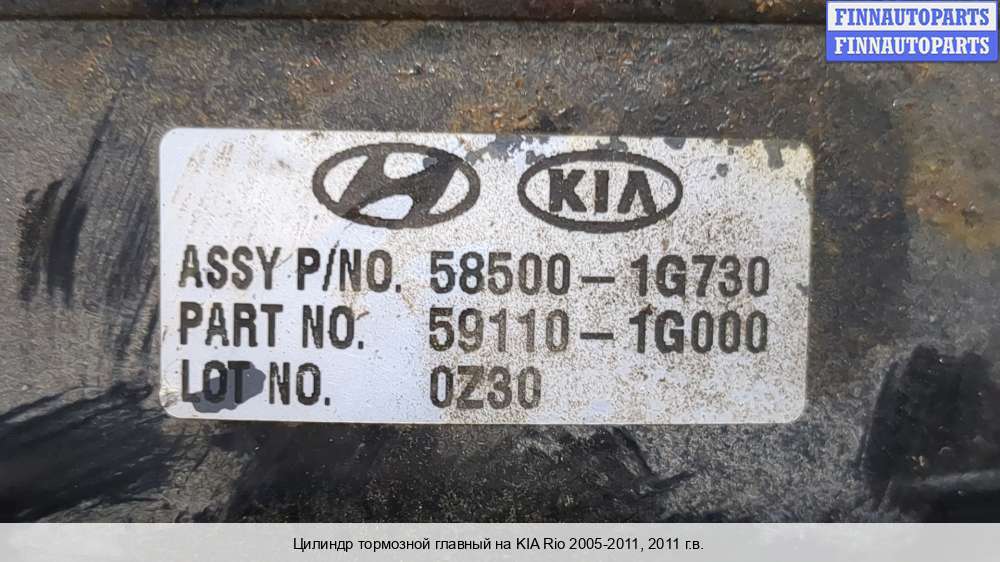 FINNAUTOPARTS
FINNAUTOPARTS
KIA
ASSY P/NO. 58500-1G730
PART NO. 59110-1G000
LOT NO. 0Z30
Цилиндр тормозной главный на KIA Rio 2005-2011, 2011 г.в.